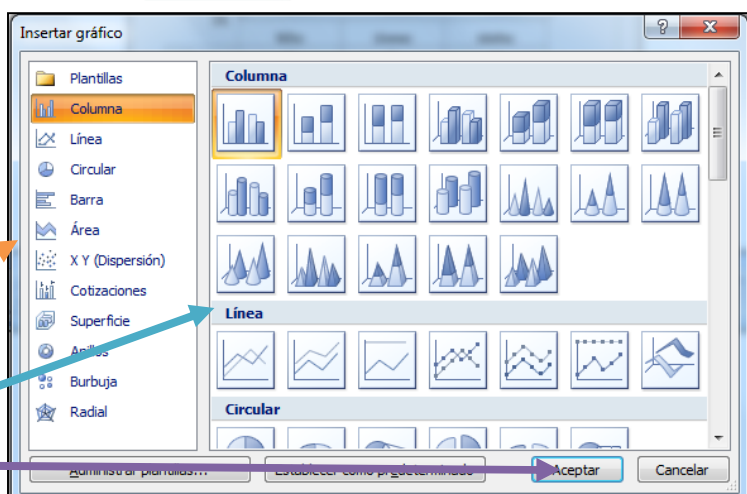 Insertar gráfico
Plantillas
Columna
Línea
Circular
Barra
Área
X Y (Dispersión)
Cotizaciones
Superficie
Anillos
Burbuja
Radial
Columna
Línea
Circular
Administrar plantillas...
Establecer como predeterminado
Aceptar
Cancelar